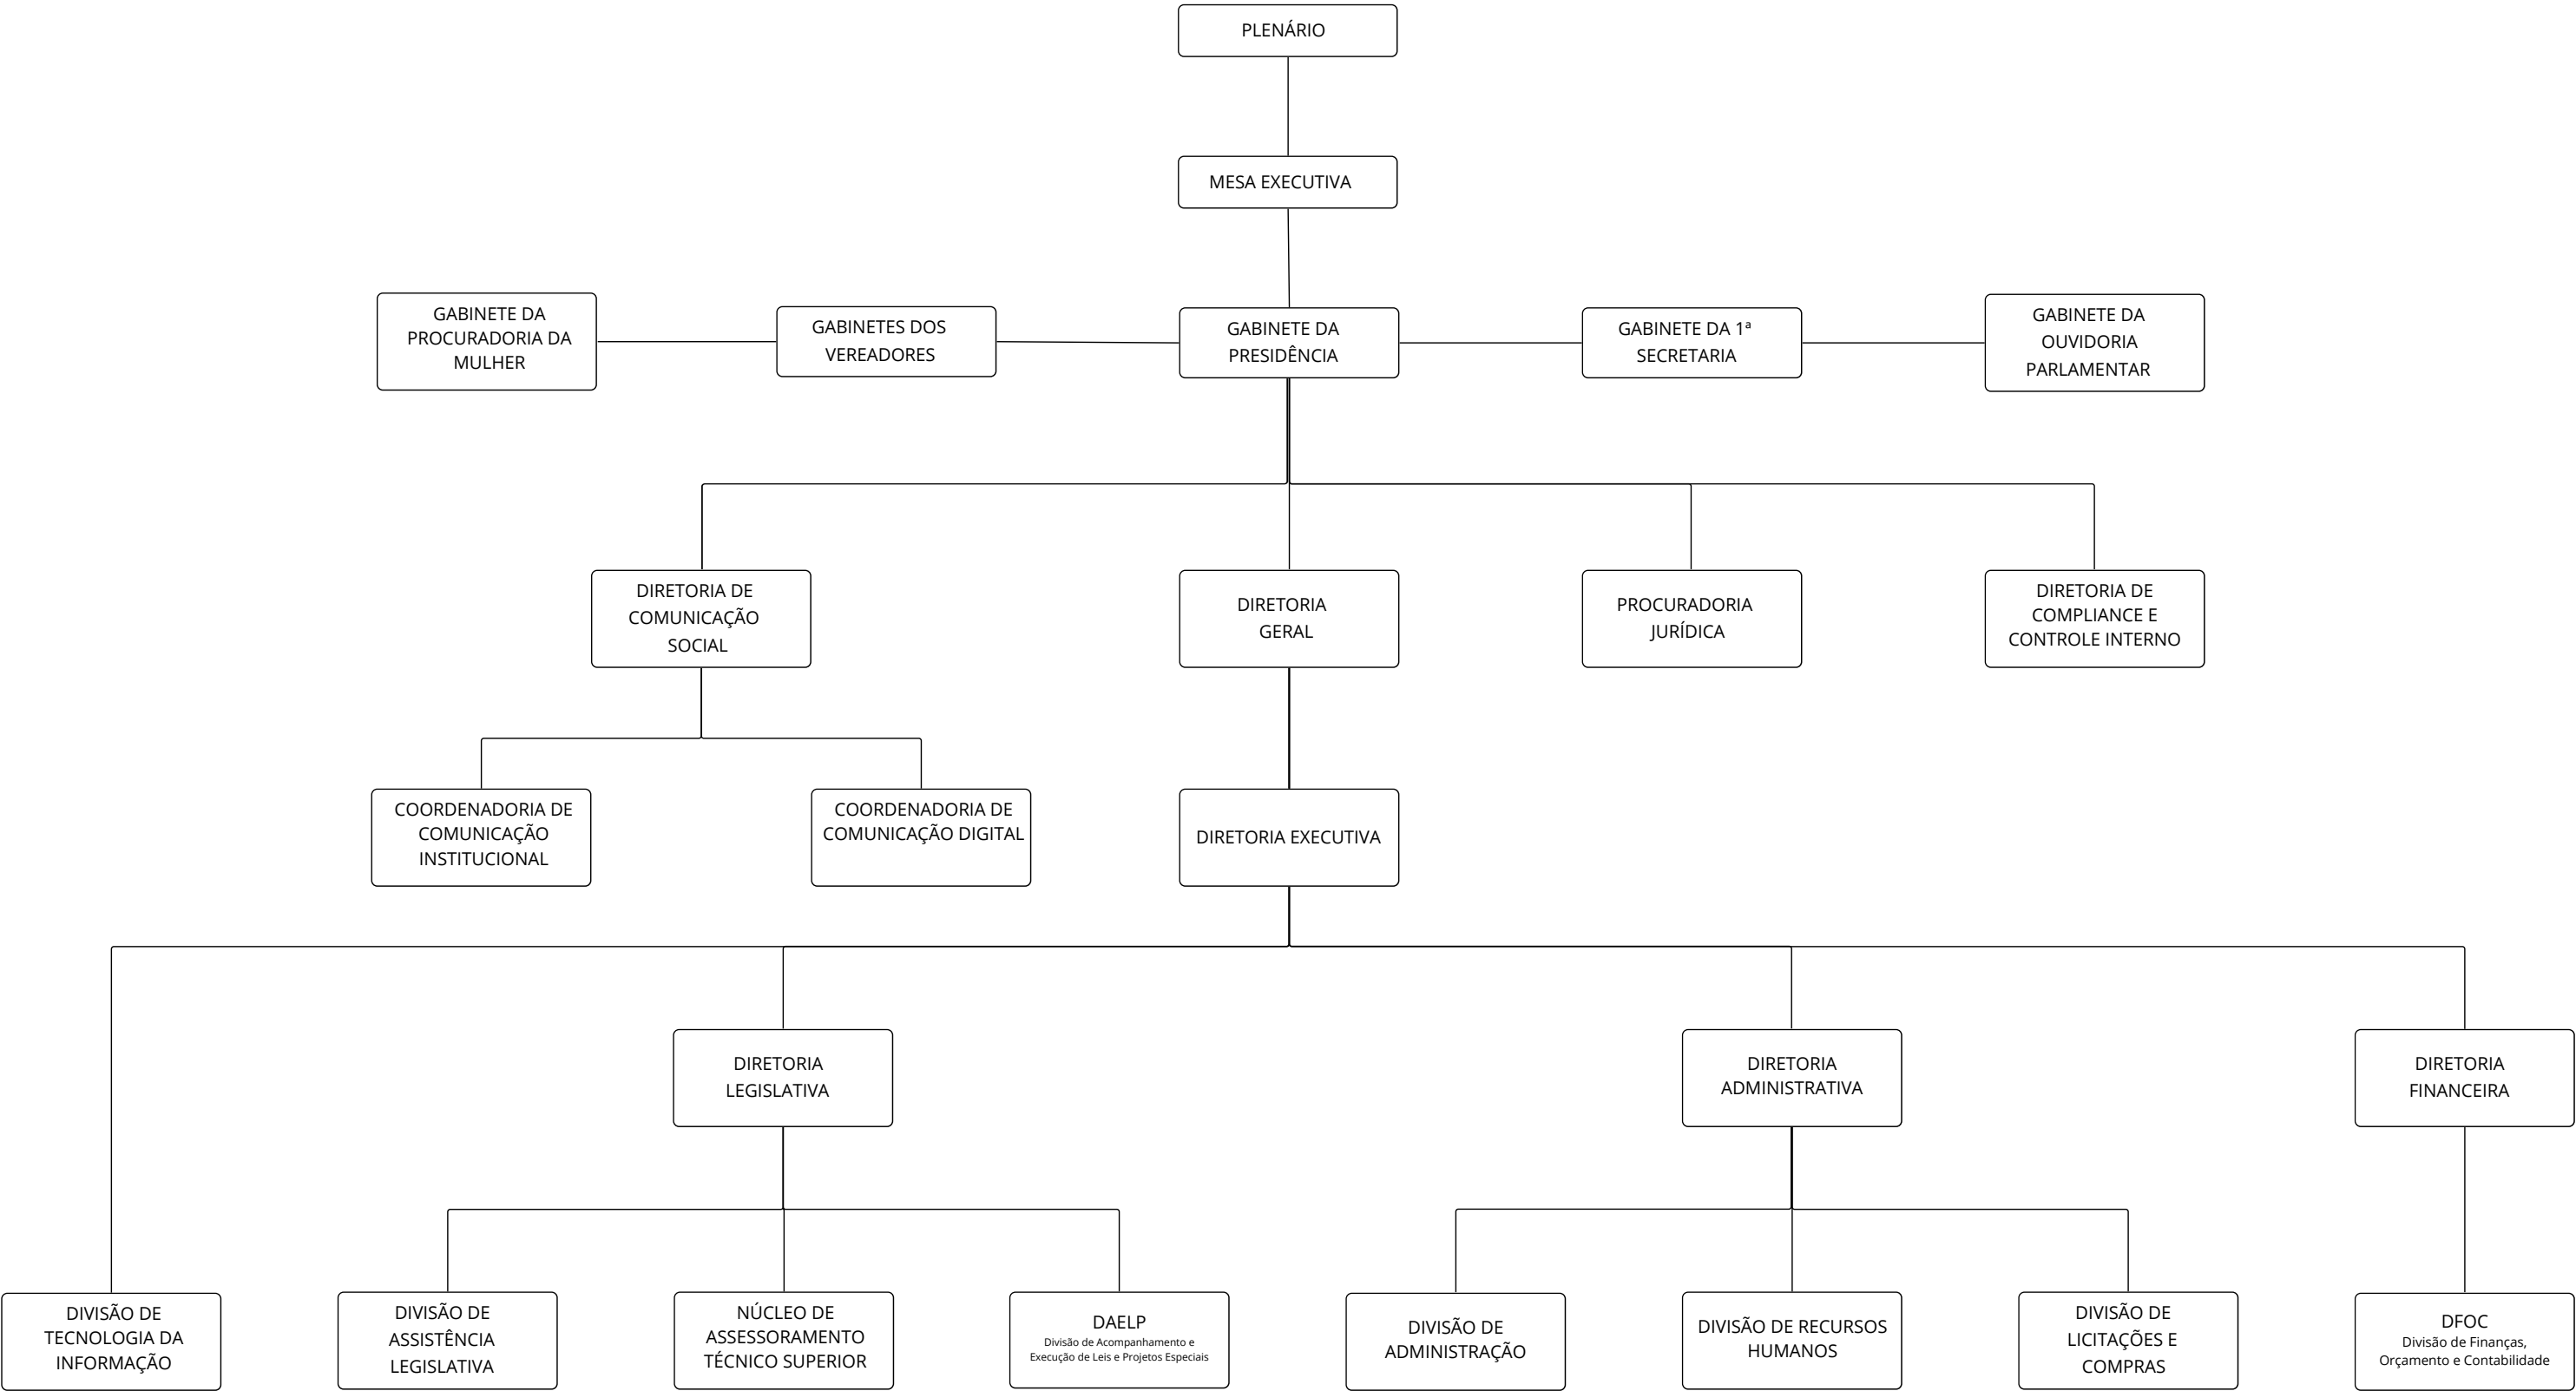 PLENÁRIO
MESA EXECUTIVA
GABINETE DA
PROCURADORIA DA
MULHER
GABINETES DOS
VEREADORES
GABINETE DA
PRESIDÊNCIA
GABINETE DA 1ª
SECRETARIA
GABINETE DA
OUVIDORIA
PARLAMENTAR
DIRETORIA DE
COMUNICAÇÃO
SOCIAL
DIRETORIA
GERAL
PROCURADORIA
JURÍDICA
DIRETORIA DE
COMPLIANCE E
CONTROLE INTERNO
COORDENADORIA DE
COMUNICAÇÃO
INSTITUCIONAL
COORDENADORIA DE
COMUNICAÇÃO DIGITAL
DIRETORIA EXECUTIVA
DIRETORIA
LEGISLATIVA
DIRETORIA
ADMINISTRATIVA
DIRETORIA
FINANCEIRA
DIVISÃO DE
TECNOLOGIA DA
INFORMAÇÃO
DIVISÃO DE
ASSISTÊNCIA
LEGISLATIVA
NÚCLEO DE
ASSESSORAMENTO
TÉCNICO SUPERIOR
DAELP
Divisão de Acompanhamento e
Execução de Leis e Projetos Especiais
DIVISÃO DE
ADMINISTRAÇÃO
DIVISÃO DE RECURSOS
HUMANOS
DIVISÃO DE
LICITAÇÕES E
COMPRAS
DFOC
Divisão de Finanças,
Orçamento e Contabilidade